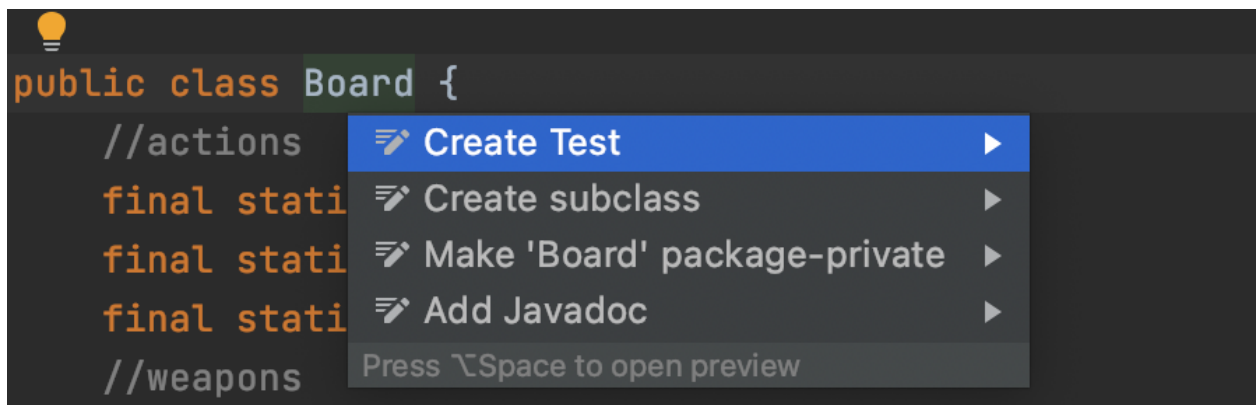 public class Board {
//actions
Create Test
final stati
Create subclass
final stati
Make 'Board' package-private
final stati
Add Javadoc
//weapons
Press ⌥Space to open preview